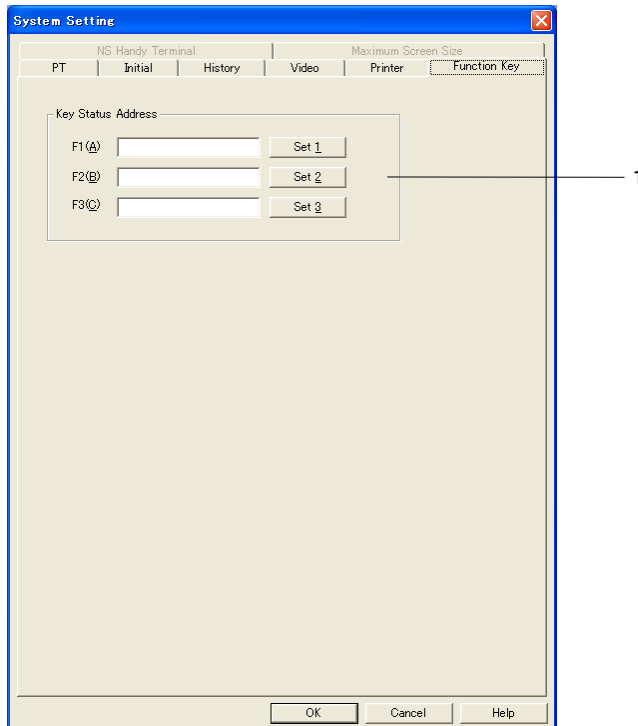 System Setting
NS Handy Terminal Maximum Screen Size
PT Initial History Video Printer Function Key
Key Status Address
F1(A) Set 1
F2(B) Set 2
F3(C) Set 3
1
OK Cancel Help